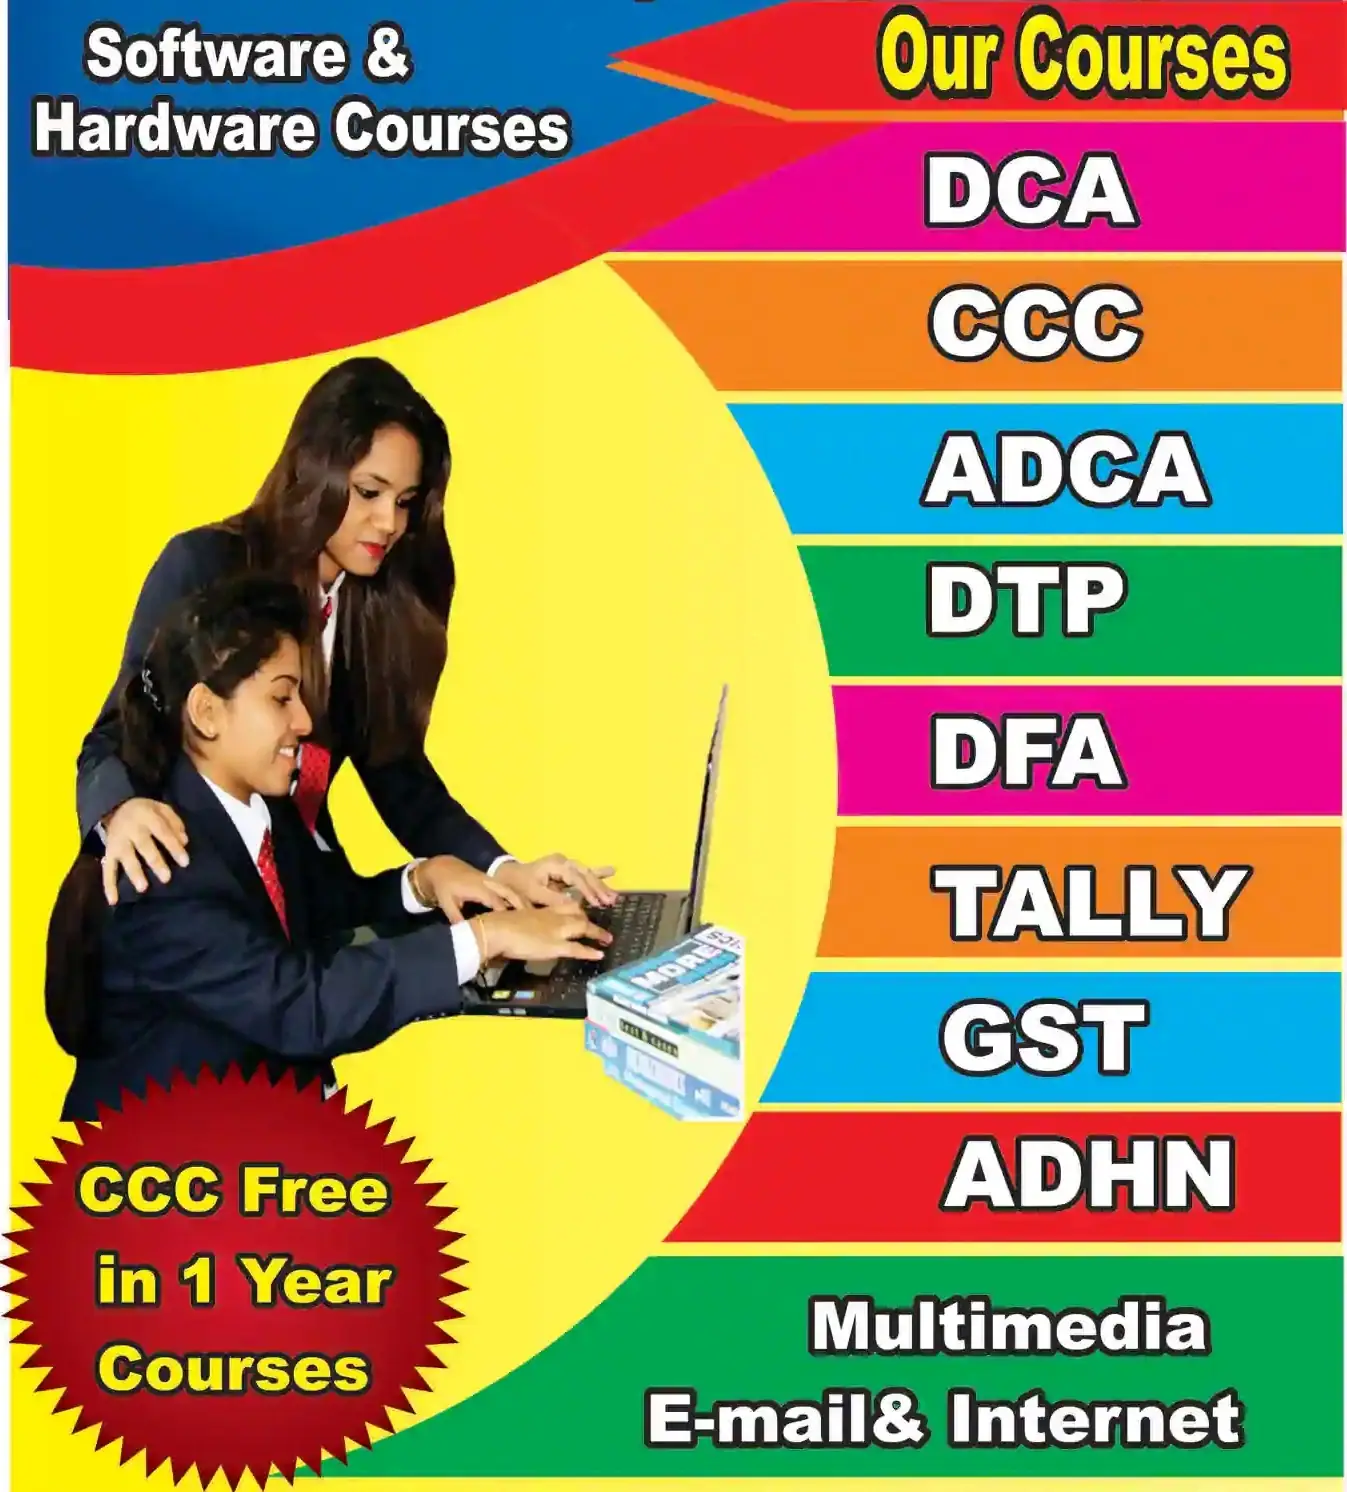 Software &
Hardware Courses
Our Courses
DCA
CCC
ADCA
DTP
DFA
TALLY
GST
ADHN
Multimedia
E-mail& Internet
MORE
CCC Free
in 1 Year
Courses